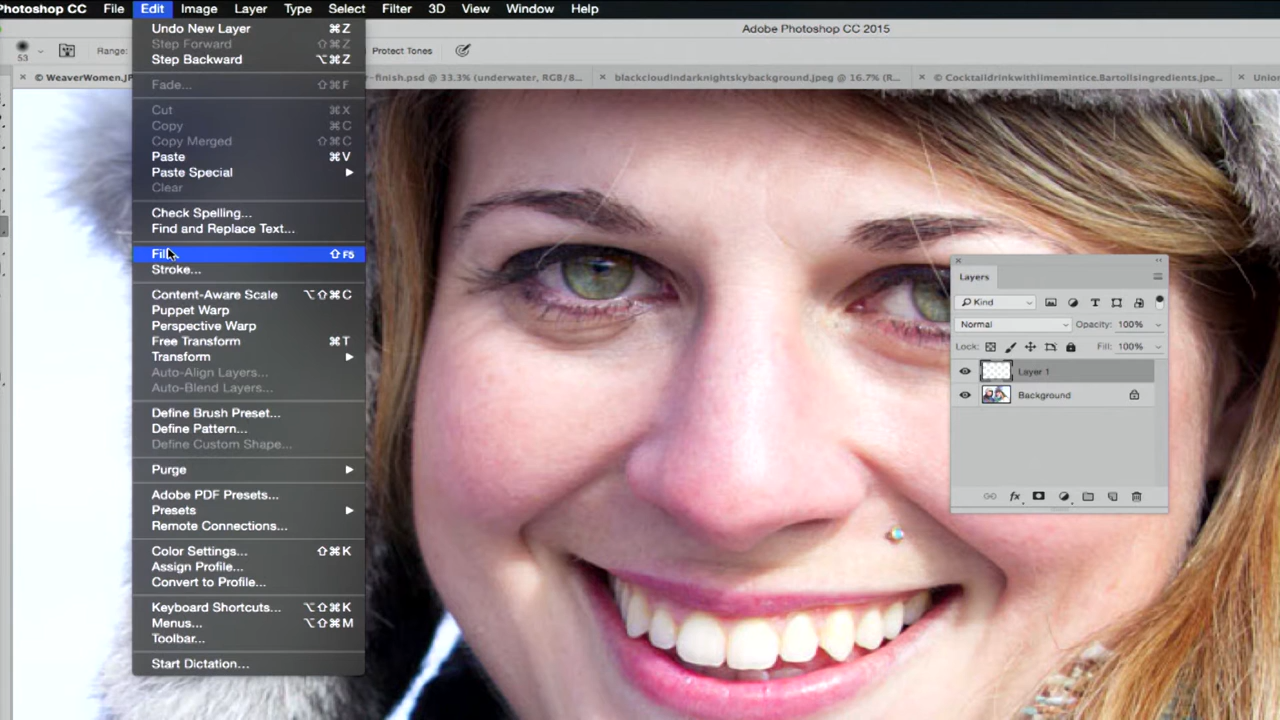 Photoshop CC File Edit Image Layer Type Select Filter 3D View Window Help
Adobe Photoshop CC 2015
53 Range: Protect Tones
© WeaverWomen.JP
-finish.psd @ 33.3% (underwater, RGB/8...
blackcloudindarknightskybackground.jpeg @ 16.7% (R...
© Cocktaildrinkwithlimemintice.Bartolisingredients.jpe...
Union
Undo New Layer ⌘Z
Step Forward ⇧⌘Z
Step Backward ⌥⌘Z
Fade... ⇧⌘F
Cut ⌘X
Copy ⌘C
Copy Merged ⇧⌘C
Paste ⌘V
Paste Special
Clear
Check Spelling...
Find and Replace Text...
Fill... ⇧F5
Stroke...
Content-Aware Scale ⌥⇧⌘C
Puppet Warp
Perspective Warp
Free Transform ⌘T
Transform
Auto-Align Layers...
Auto-Blend Layers...
Define Brush Preset...
Define Pattern...
Define Custom Shape...
Purge
Adobe PDF Presets...
Presets
Remote Connections...
Color Settings... ⇧⌘K
Assign Profile...
Convert to Profile...
Keyboard Shortcuts... ⌥⇧⌘K
Menus... ⌥⇧⌘M
Toolbar...
Start Dictation...
Layers
Kind
Normal Opacity: 100%
Lock: Fill: 100%
Layer 1
Background
fx